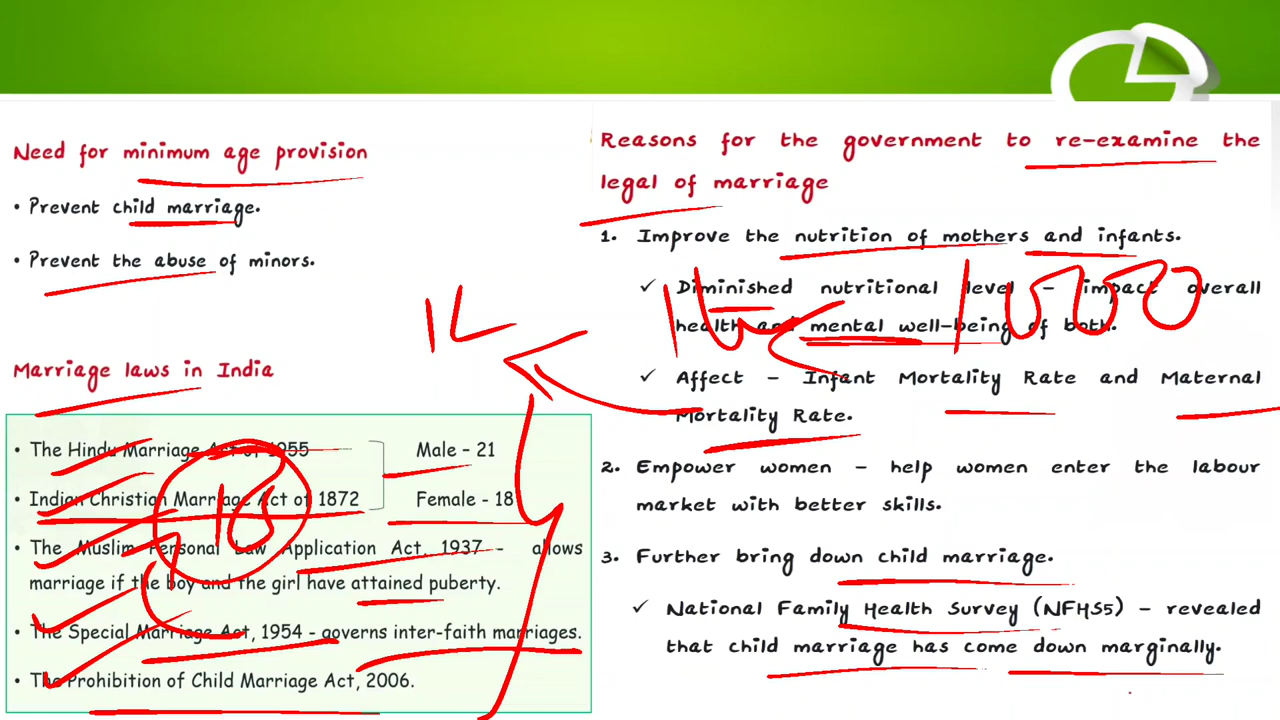 Need for minimum age provision
• Prevent child marriage.
• Prevent the abuse of minors.
Marriage laws in India
• The Hindu Marriage Act of 1955
Male - 21
• Indian Christian Marriage Act of 1872
Female - 18
• The Muslim Personal Law Application Act, 1937 - allows
marriage if the boy and the girl have attained puberty.
• The Special Marriage Act, 1954 - governs inter-faith marriages.
• The Prohibition of Child Marriage Act, 2006.
Reasons for the government to re-examine the
legal of marriage
1. Improve the nutrition of mothers and infants.
✓ Diminished nutritional level - impact overall
health and mental well-being of both.
✓ Affect - Infant Mortality Rate and Maternal
Mortality Rate.
2. Empower women - help women enter the labour
market with better skills.
3. Further bring down child marriage.
✓ National Family Health Survey (NFHS5) - revealed
that child marriage has come down marginally.
18
10000